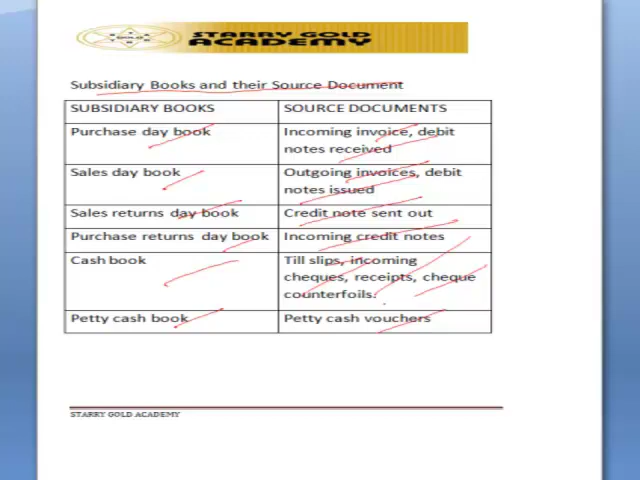 STARRY GOLD
ACADEMY
GOLD
Subsidiary Books and their Source Document
SUBSIDIARY BOOKS
SOURCE DOCUMENTS
Purchase day book
Incoming invoice, debit
notes received
Sales day book
Outgoing invoices, debit
notes issued
Sales returns day book
Credit note sent out
Purchase returns day book
Incoming credit notes
Cash book
Till slips, incoming
cheques, receipts, cheque
counterfoils.
Petty cash book
Petty cash vouchers
STARRY GOLD ACADEMY